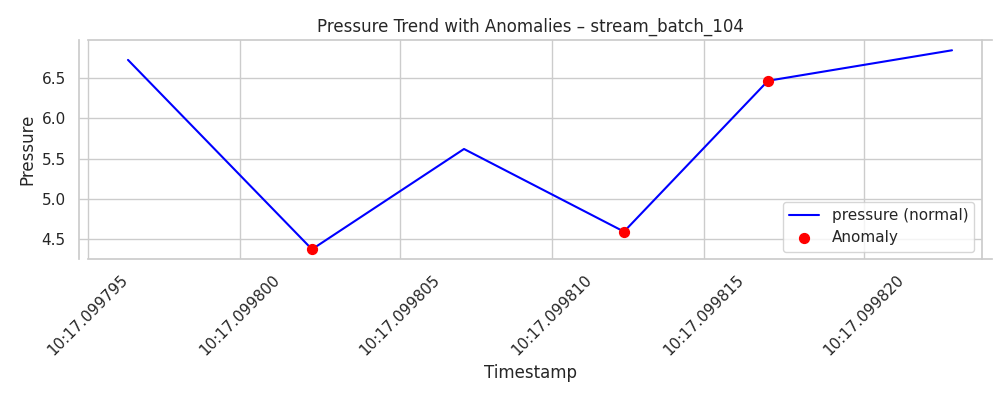 Pressure Trend with Anomalies – stream_batch_104
Pressure
6.5
6.0
5.5
5.0
4.5
pressure (normal)
Anomaly
10:17.099795
10:17.099800
10:17.099805
10:17.099810
10:17.099815
10:17.099820
Timestamp